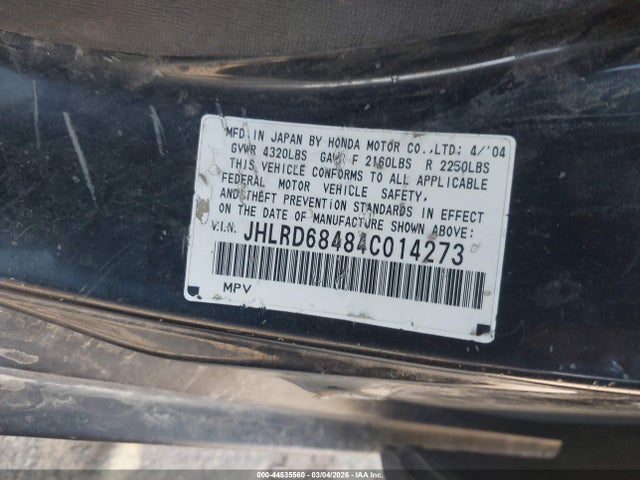 MFD. IN JAPAN BY HONDA MOTOR CO.,LTD: 4/'04
GVWR 4320LBS GAWR F 2160LBS R 2250LBS
THIS VEHICLE CONFORMS TO ALL APPLICABLE
FEDERAL MOTOR VEHICLE SAFETY,
AND THEFT PREVENTION STANDARDS IN EFFECT
ON THE DATE OF MANUFACTURE SHOWN ABOVE:
V.I.N. JHLRD68484C014273
MPV
000-44535560 - 03/04/2026 - COPART